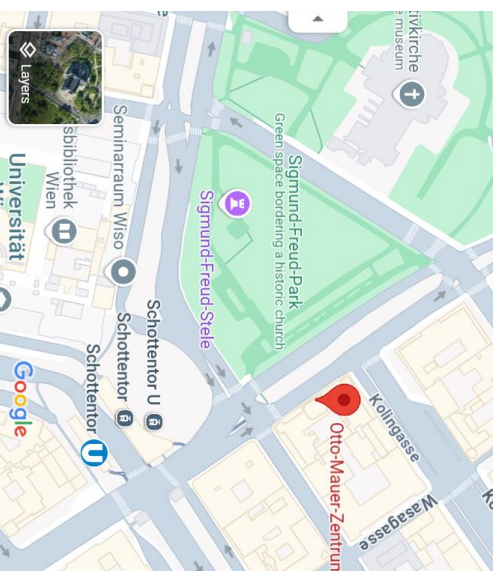 Layers
tivkirche
e museum
Sigmund-Freud-Park
Green space bordering a historic church
Sigmund-Freud-Stele
Seminarraum Wiso
sbibliothek
Wien
Universität
Schottentor U
Schottentor
Schottentor
U
Kolingasse
Otto-Mauer-Zentrum
Wasagasse
Google